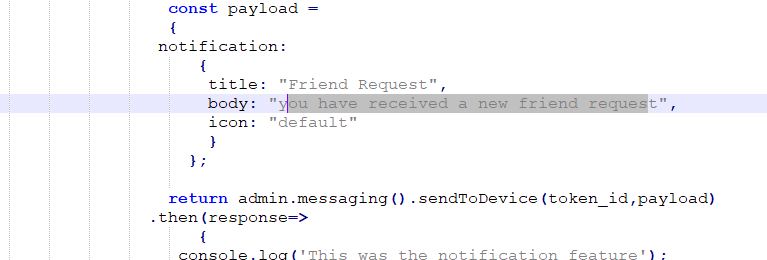 const payload =
{
notification:
{
title: "Friend Request",
body: "you have received a new friend request",
icon: "default"
}
};
return admin.messaging().sendToDevice(token_id,payload)
.then(response=>
{
console.log('This was the notification feature');